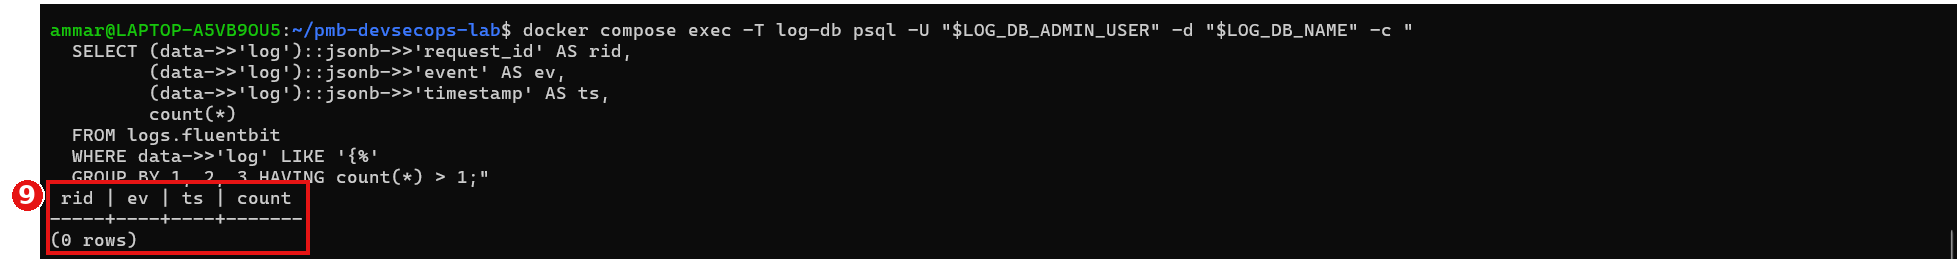 ammar@LAPTOP-A5VB9OU5:~/pmb-devsecops-lab$ docker compose exec -T log-db psql -U "$LOG_DB_ADMIN_USER" -d "$LOG_DB_NAME" -c "
SELECT (data->>'log')::jsonb->>'request_id' AS rid,
(data->>'log')::jsonb->>'event' AS ev,
(data->>'log')::jsonb->>'timestamp' AS ts,
count(*)
FROM logs.fluentbit
WHERE data->>'log' LIKE '{%'
GROUP BY 1, 2, 3 HAVING count(*) > 1;"
9
rid | ev | ts | count
-----+----+----+-------
(0 rows)